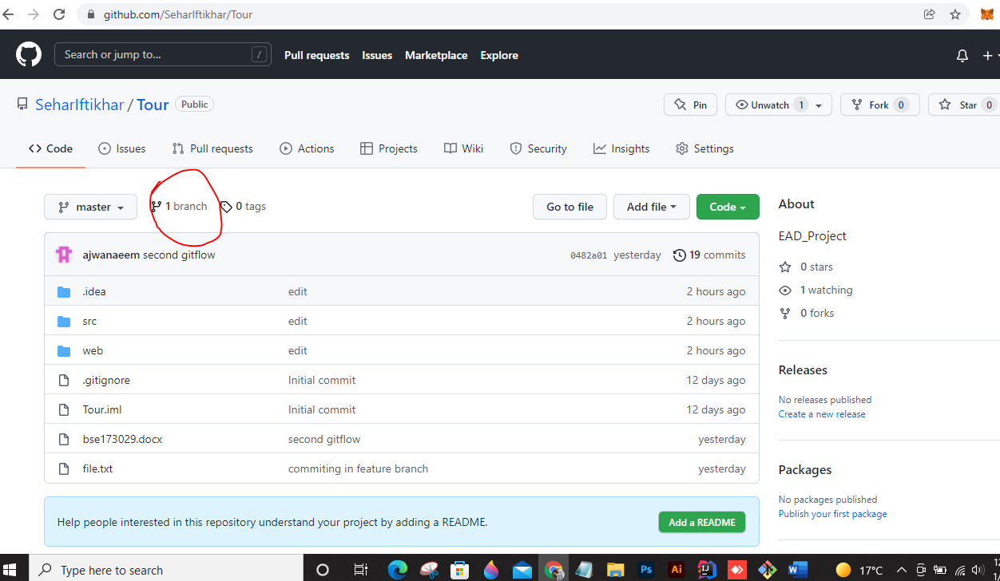 github.com/SeharIftikhar/Tour
Search or jump to... /
Pull requests Issues Marketplace Explore
SeharIftikhar / Tour Public
Pin Unwatch 1 Fork 0 Star 0
Code Issues Pull requests Actions Projects Wiki Security Insights Settings
master 1 branch 0 tags Go to file Add file Code
ajwanaeem second gitflow 0482a01 yesterday 19 commits
.idea edit 2 hours ago
src edit 2 hours ago
web edit 2 hours ago
.gitignore Initial commit 12 days ago
Tour.iml Initial commit 12 days ago
bse173029.docx second gitflow yesterday
file.txt commiting in feature branch yesterday
Help people interested in this repository understand your project by adding a README. Add a README
About
EAD_Project
0 stars
1 watching
0 forks
Releases
No releases published
Create a new release
Packages
No packages published
Publish your first package
Type here to search
Ps Ai W 17°C